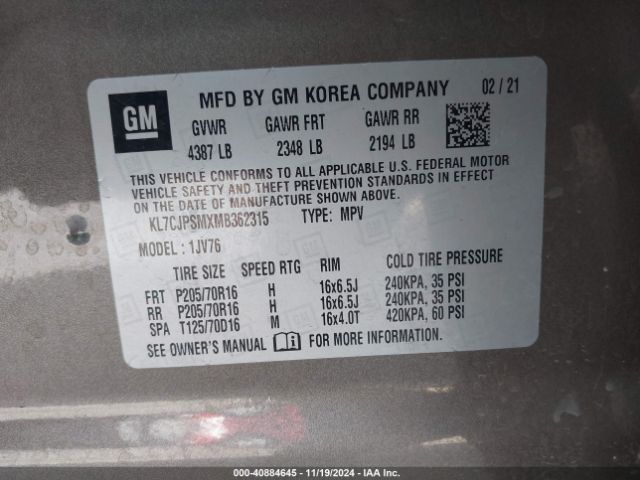 GM
MFD BY GM KOREA COMPANY 02 / 21
GVWR GAWR FRT GAWR RR
4387 LB 2348 LB 2194 LB
THIS VEHICLE CONFORMS TO ALL APPLICABLE U.S. FEDERAL MOTOR
VEHICLE SAFETY AND THEFT PREVENTION STANDARDS IN EFFECT
ON THE DATE OF MANUFACTURE SHOWN ABOVE.
KL7CJPSMXMB362315 TYPE: MPV
MODEL : 1JV76
TIRE SIZE SPEED RTG RIM COLD TIRE PRESSURE
FRT P205/70R16 H 16x6.5J 240KPA, 35 PSI
RR P205/70R16 H 16x6.5J 240KPA, 35 PSI
SPA T125/70D16 M 16x4.0T 420KPA, 60 PSI
SEE OWNER'S MANUAL FOR MORE INFORMATION.
000-40884645 - 11/19/2024 - IAA Inc.